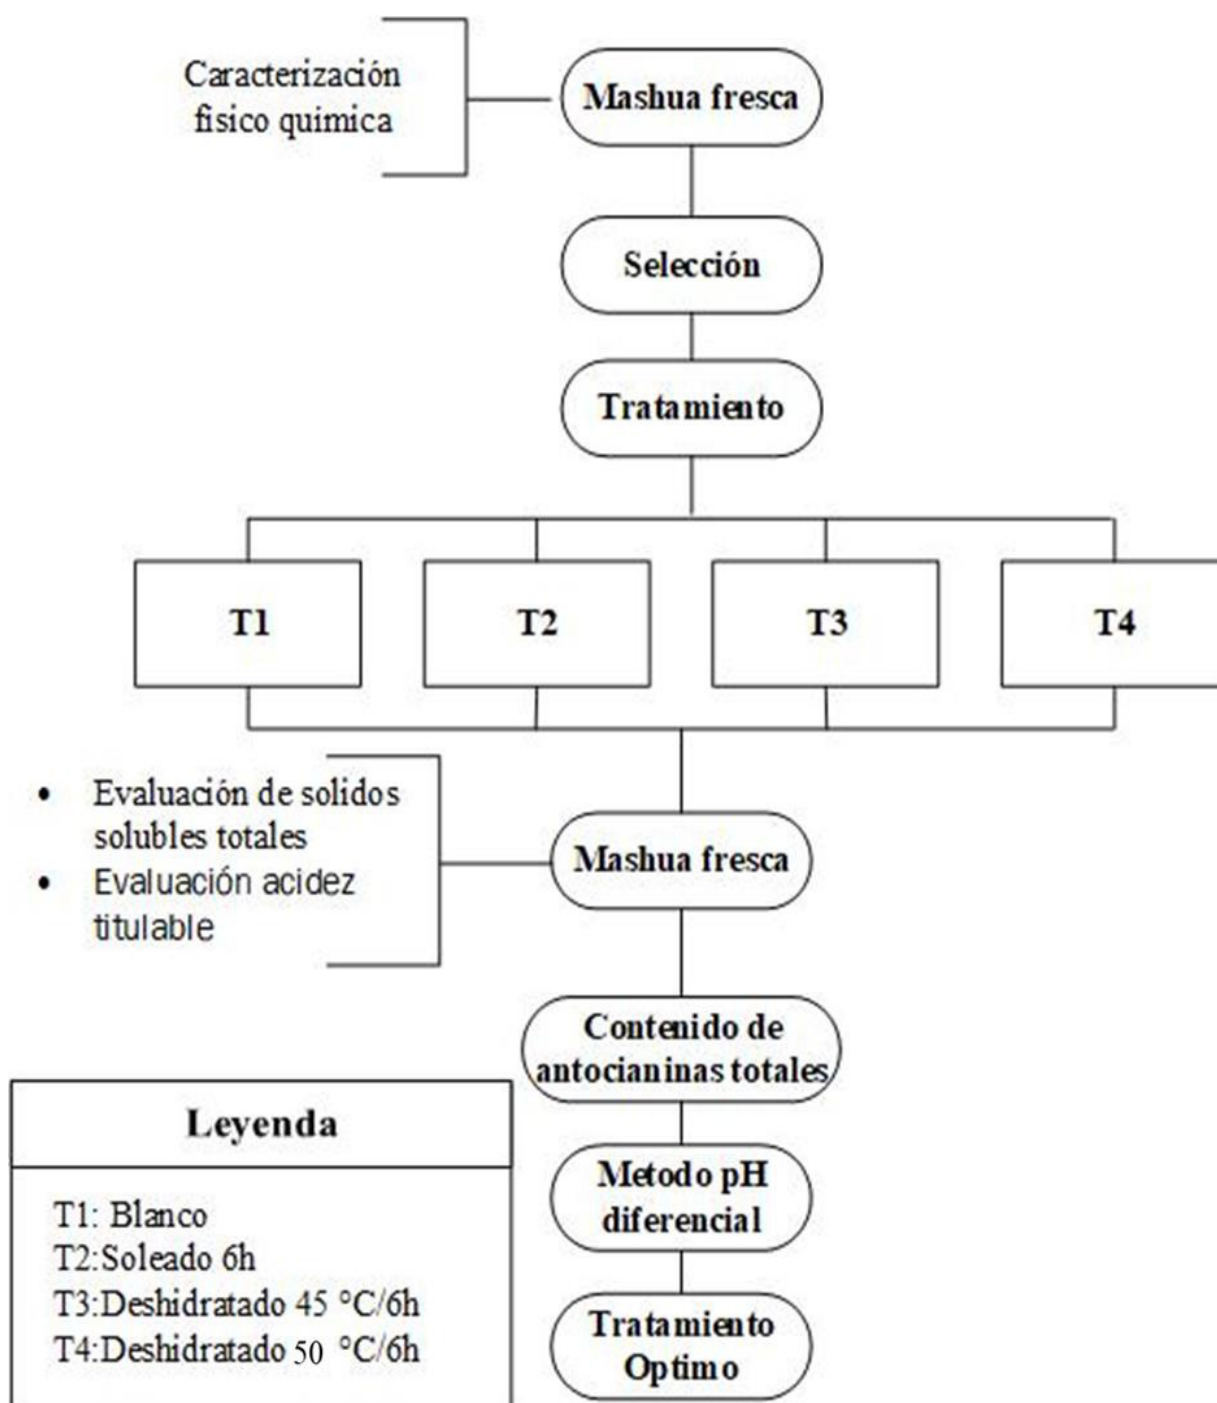 Caracterización
fisico quimica
Mashua fresca
Selección
Tratamiento
T1
T2
T3
T4
• Evaluación de solidos
solubles totales
• Evaluación acidez
titulable
Mashua fresca
Contenido de
antocianinas totales
Metodo pH
diferencial
Tratamiento
Optimo
Leyenda
T1: Blanco
T2:Soleado 6h
T3:Deshidratado 45 °C/6h
T4:Deshidratado 50 °C/6h